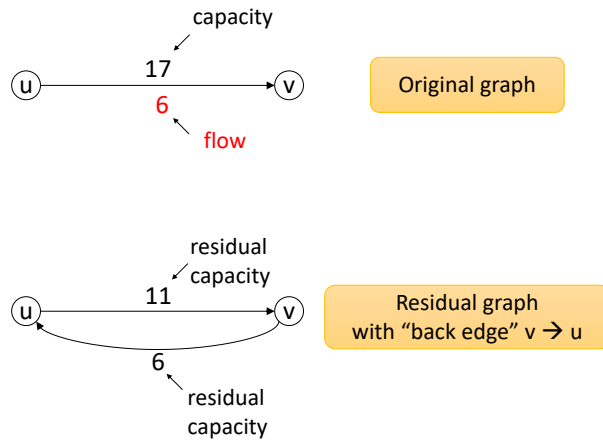 capacity
17
u
v
6
flow
Original graph
residual
capacity
11
u
v
6
residual
capacity
Residual graph
with “back edge” v → u